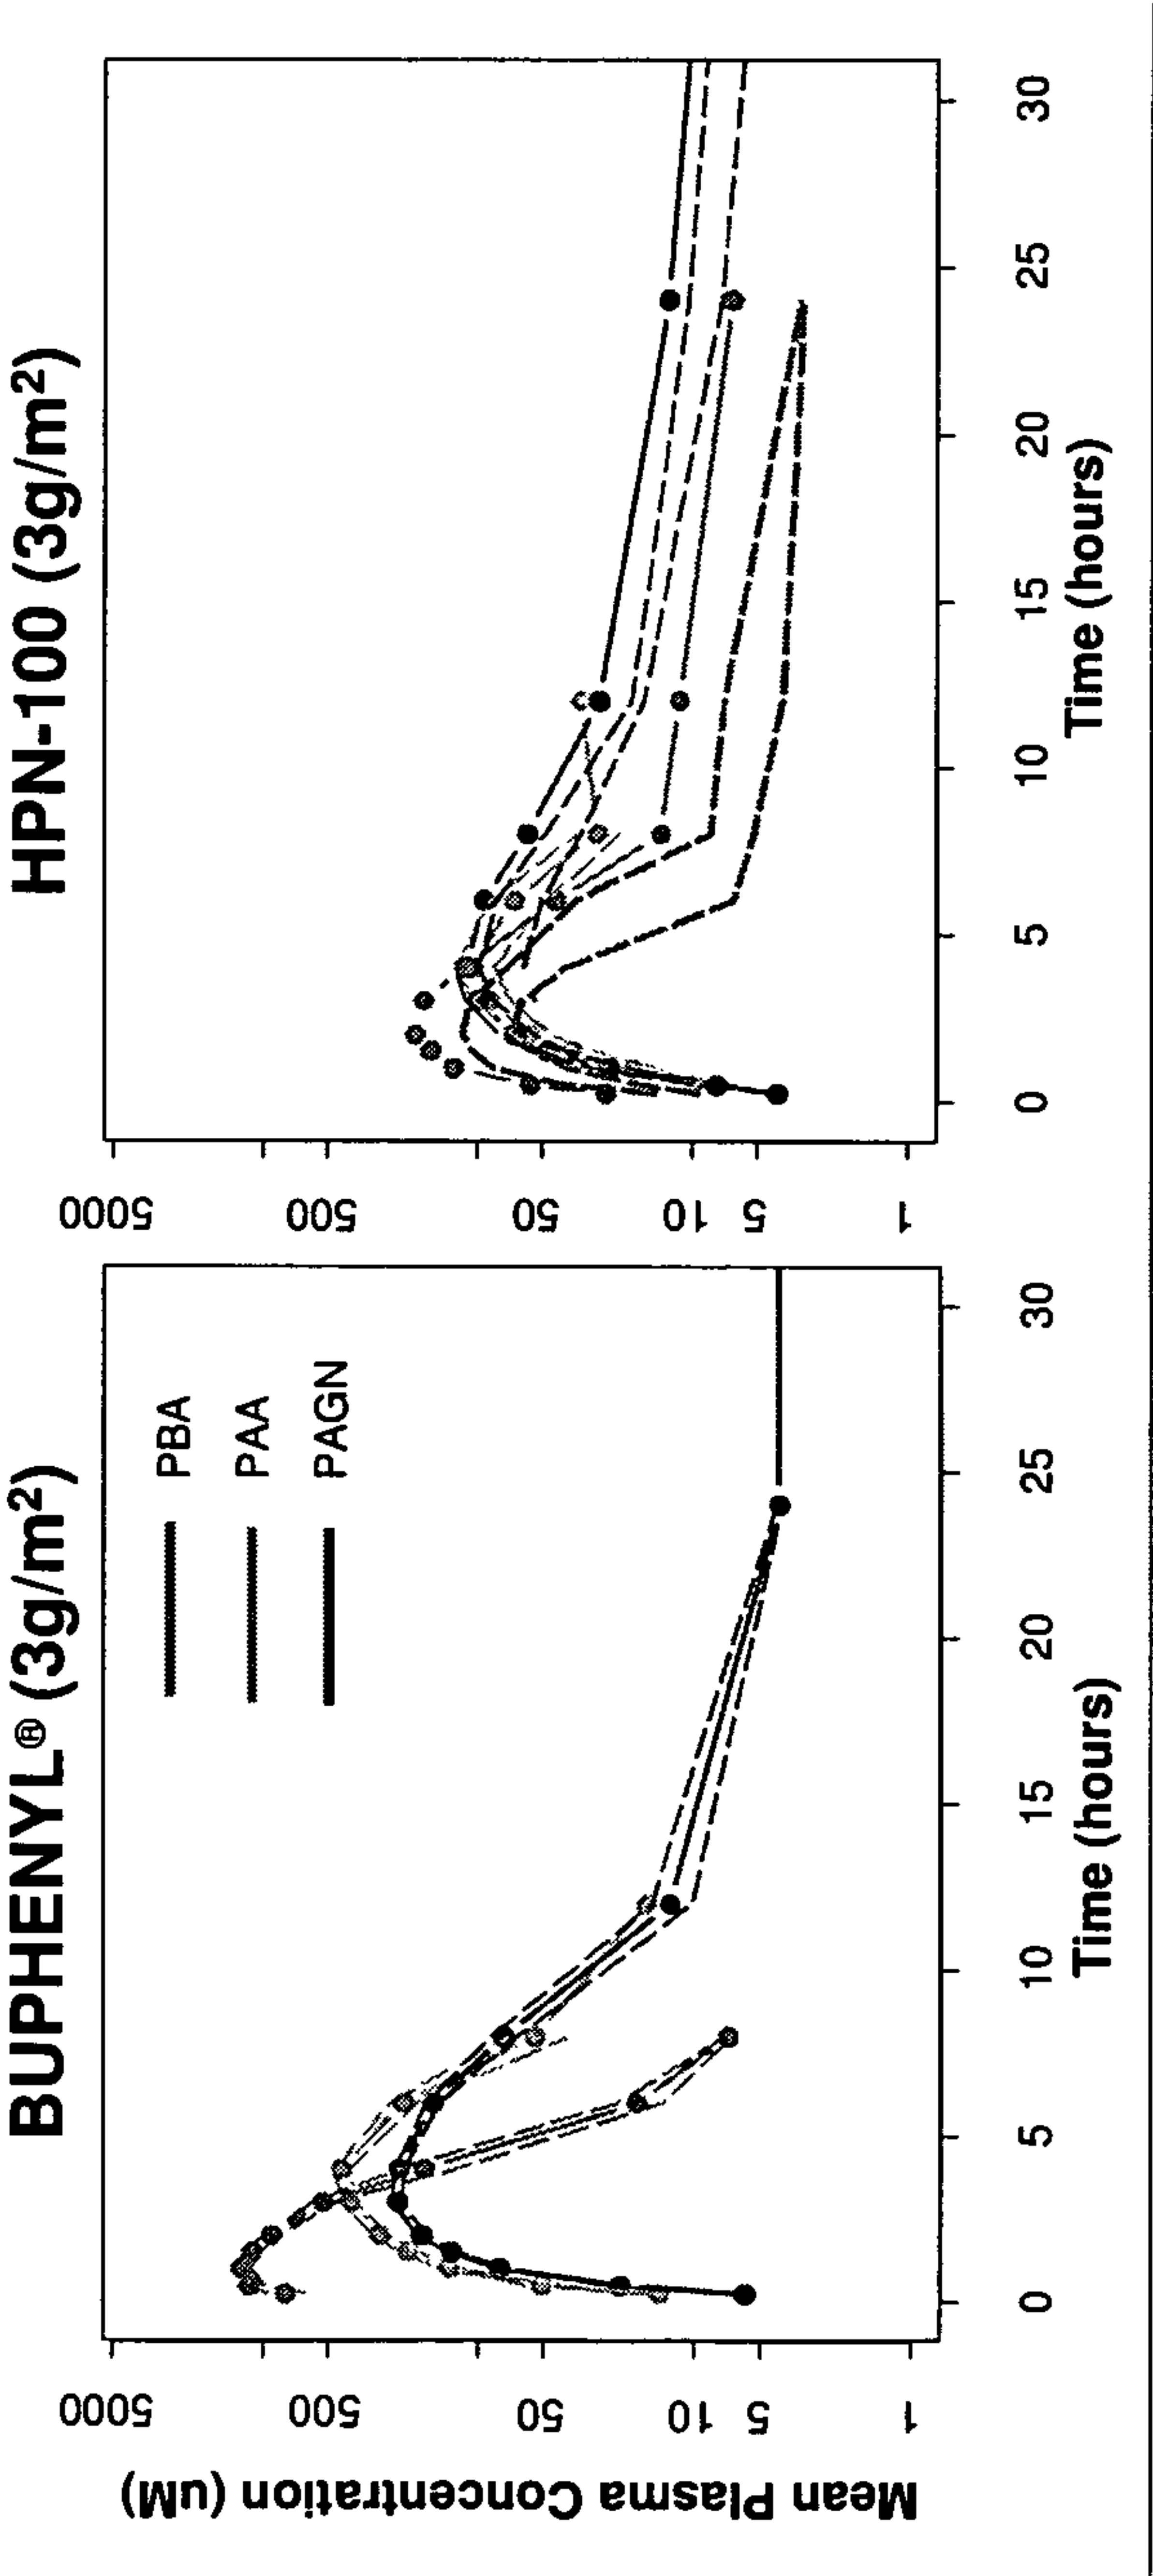 BUPHENYL® (3g/m²)
Mean Plasma Concentration (uM)
5000
500
50
10
5
1
PBA
PAA
PAGN
0 5 10 15 20 25 30
Time (hours)
HPN-100 (3g/m²)
5000
500
50
10
5
1
0 5 10 15 20 25 30
Time (hours)